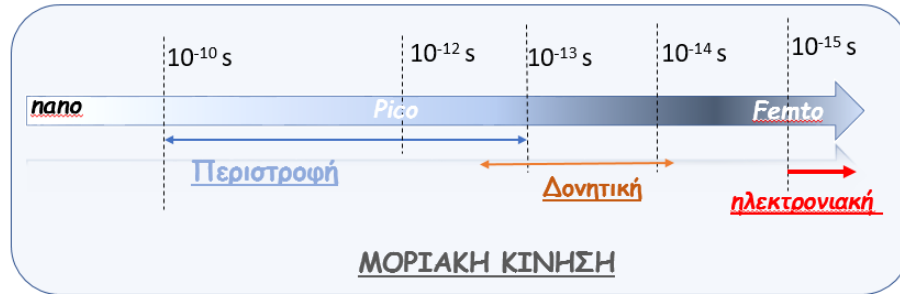 10⁻¹⁰ s 10⁻¹² s 10⁻¹³ s 10⁻¹⁴ s 10⁻¹⁵ s
nano Pico Femto
Περιστροφή Δονητική ηλεκτρονιακή
ΜΟΡΙΑΚΗ ΚΙΝΗΣΗ